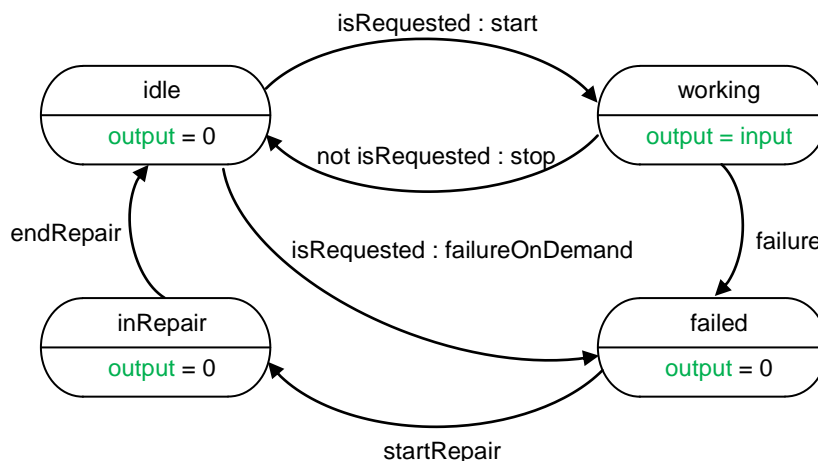 isRequested : start
idle
output = 0
working
output = input
not isRequested : stop
endRepair
isRequested : failureOnDemand
failure
inRepair
output = 0
failed
output = 0
startRepair